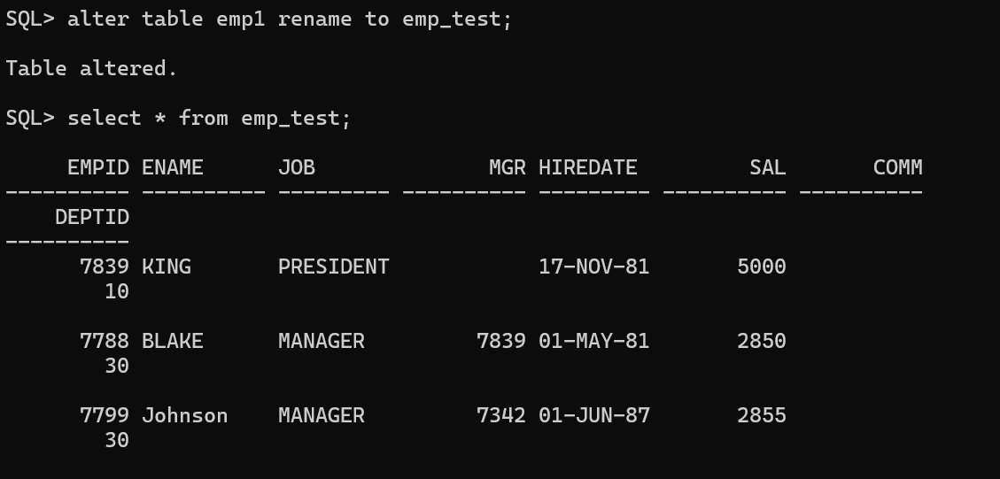 SQL> alter table emp1 rename to emp_test;
Table altered.
SQL> select * from emp_test;
     EMPID ENAME      JOB              MGR HIREDATE         SAL       COMM
---------- ---------- --------- ---------- --------- ---------- ----------
    DEPTID
----------
      7839 KING       PRESIDENT            17-NOV-81       5000
        10
      7788 BLAKE      MANAGER         7839 01-MAY-81       2850
        30
      7799 Johnson    MANAGER         7342 01-JUN-87       2855
        30